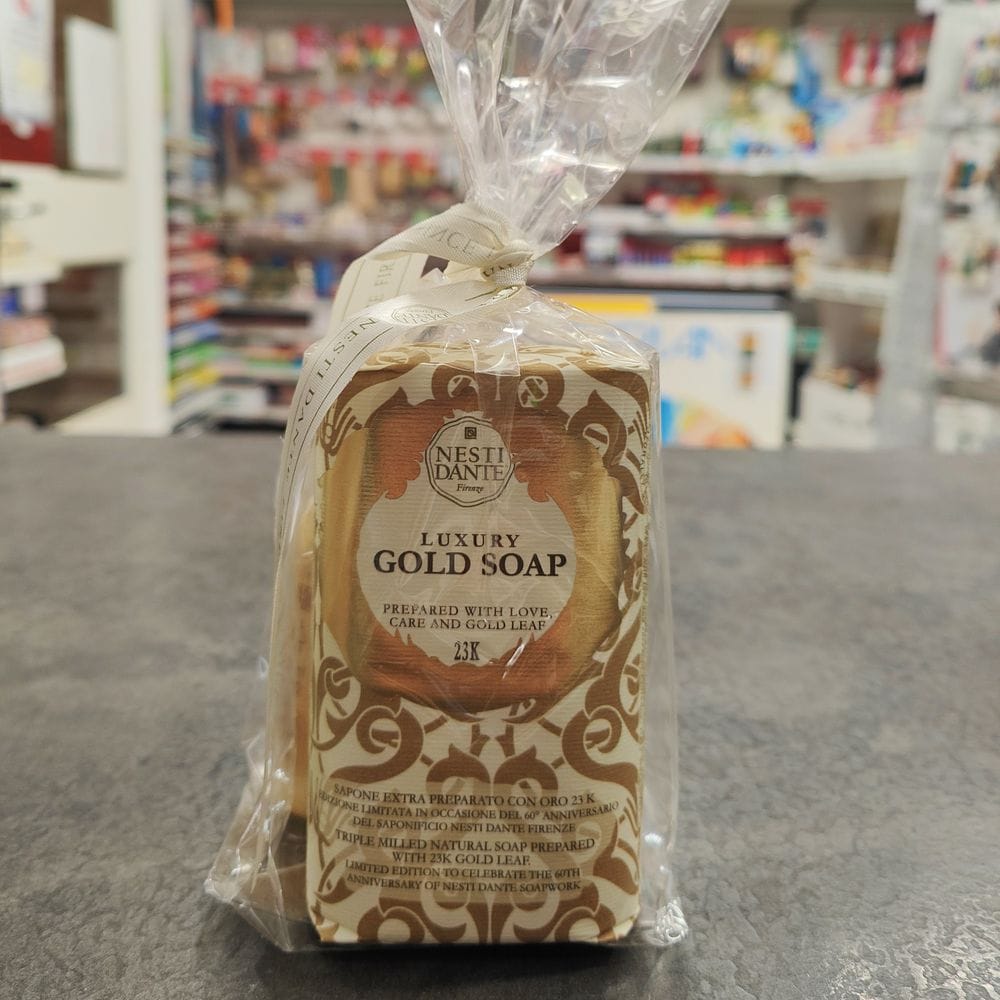 NESTI DANTE
NESTI
DANTE
Firenze
LUXURY
GOLD SOAP
PREPARED WITH LOVE,
CARE AND GOLD LEAF
23K
SAPONE EXTRA PREPARATO CON ORO 23 K
EDIZIONE LIMITATA IN OCCASIONE DEL 60° ANNIVERSARIO
DEL SAPONIFICIO NESTI DANTE FIRENZE
TRIPLE MILLED NATURAL SOAP PREPARED
WITH 23K GOLD LEAF.
LIMITED EDITION TO CELEBRATE THE 60TH
ANNIVERSARY OF NESTI DANTE SOAPWORK